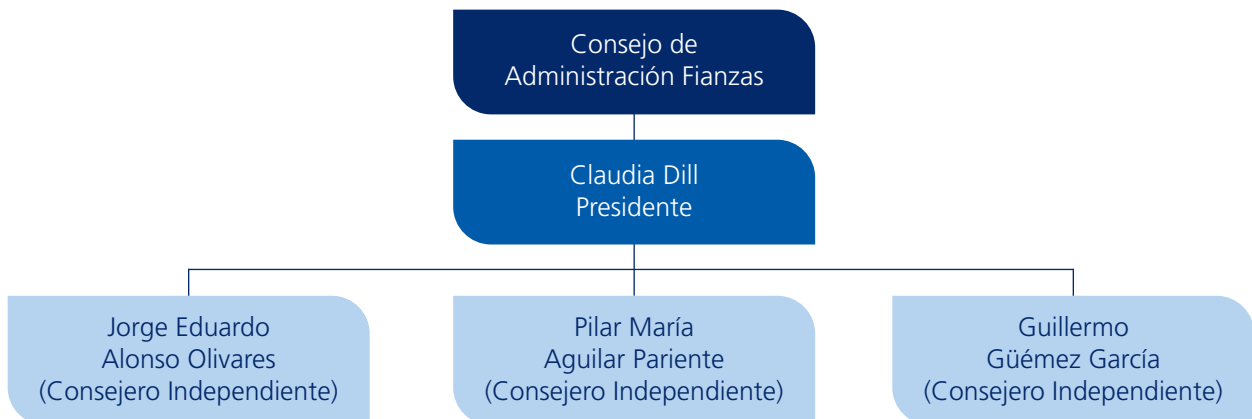 Consejo de
Administración Fianzas
Claudia Dill
Presidente
Jorge Eduardo
Alonso Olivares
(Consejero Independiente)
Pilar María
Aguilar Pariente
(Consejero Independiente)
Guillermo
Güémez García
(Consejero Independiente)